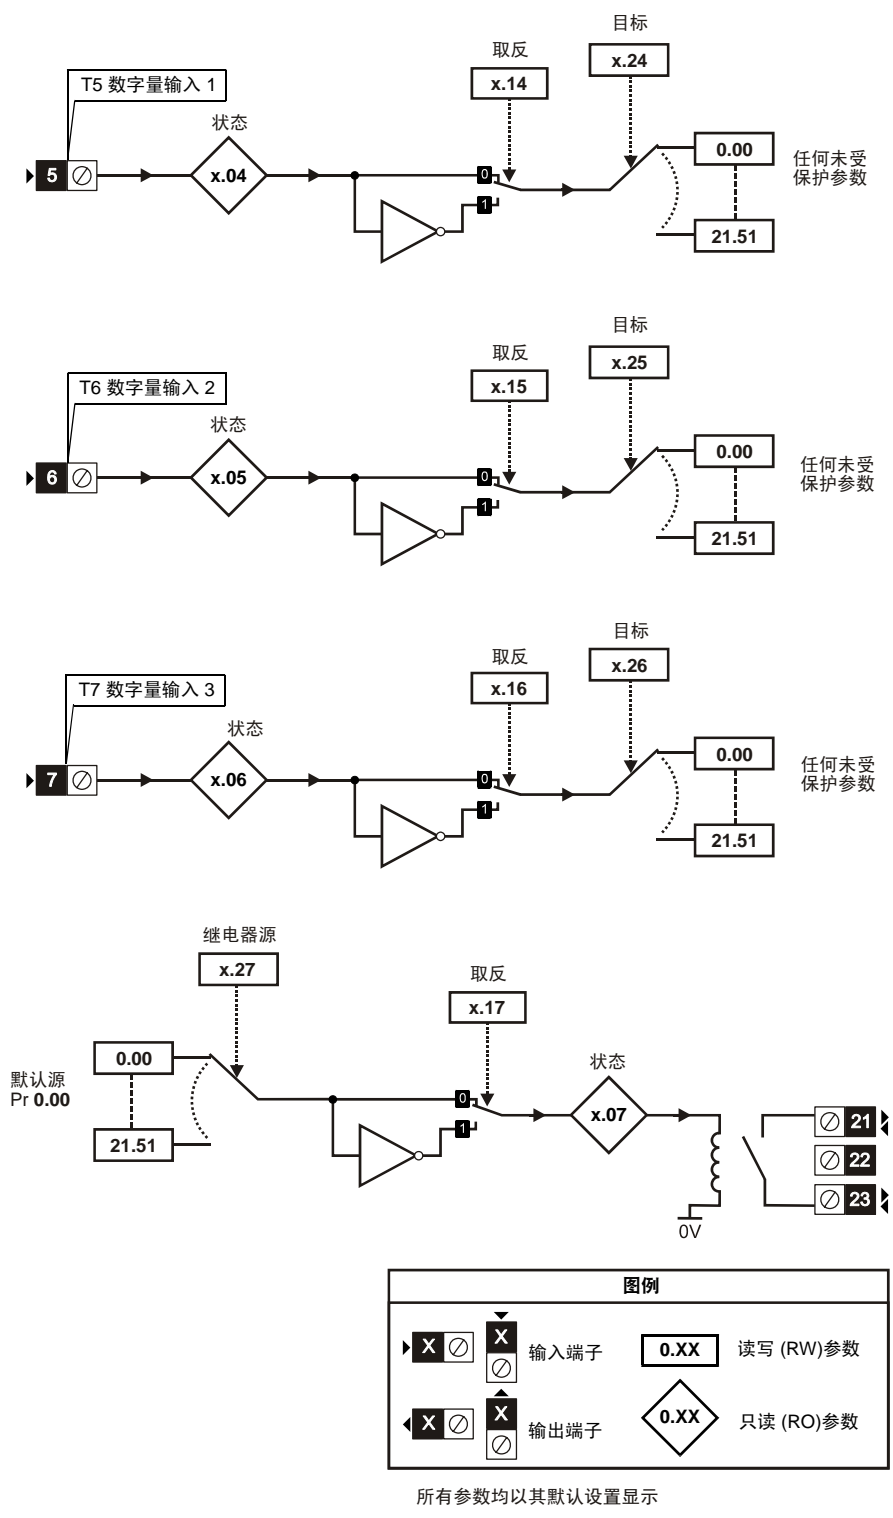 目标
取反
x.24
x.14
T5 数字量输入 1
状态
0.00
任何未受
保护参数
5
x.04
0
1
21.51
目标
取反
x.25
x.15
T6 数字量输入 2
状态
0.00
任何未受
保护参数
6
x.05
0
1
21.51
目标
取反
x.26
x.16
T7 数字量输入 3
状态
0.00
任何未受
保护参数
7
x.06
0
1
21.51
继电器源
x.27
取反
x.17
0.00
默认源
Pr 0.00
21.51
0
1
状态
x.07
0V
21
22
23
图例
X
X
输入端子
0.XX
读写 (RW)参数
X
X
输出端子
0.XX
只读 (RO)参数
所有参数均以其默认设置显示